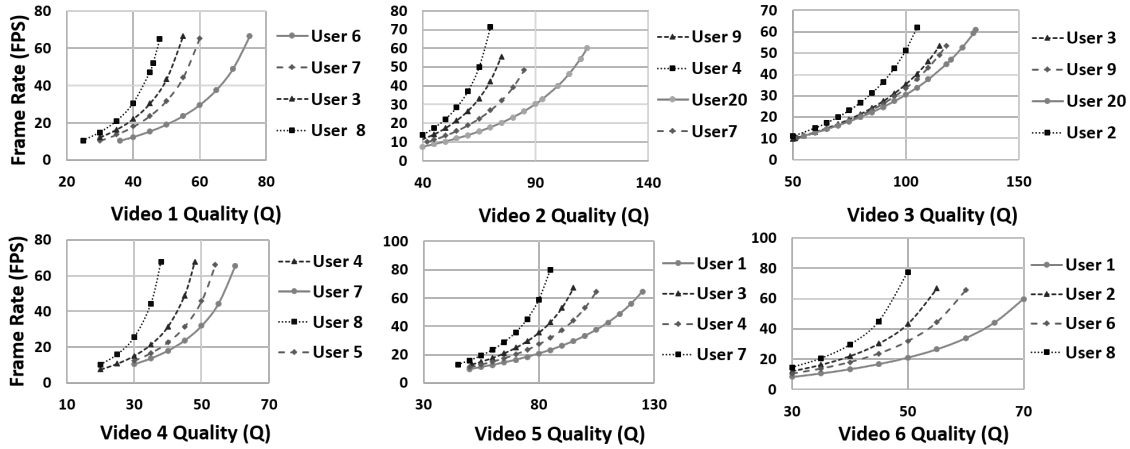 Frame Rate (FPS)
80
60
40
20
0
20 40 60 80
Video 1 Quality (Q)
User 6
User 7
User 3
User 8
80
70
60
50
40
30
20
10
0
40 90 140
Video 2 Quality (Q)
User 9
User 4
User20
User7
70
60
50
40
30
20
10
0
50 100 150
Video 3 Quality (Q)
User 3
User 9
User 20
User 2
Frame Rate (FPS)
80
60
40
20
0
10 30 50 70
Video 4 Quality (Q)
User 4
User 7
User 8
User 5
100
80
60
40
20
0
30 80 130
Video 5 Quality (Q)
User 1
User 3
User 4
User 7
100
80
60
40
20
0
30 50 70
Video 6 Quality (Q)
User 1
User 2
User 6
User 8